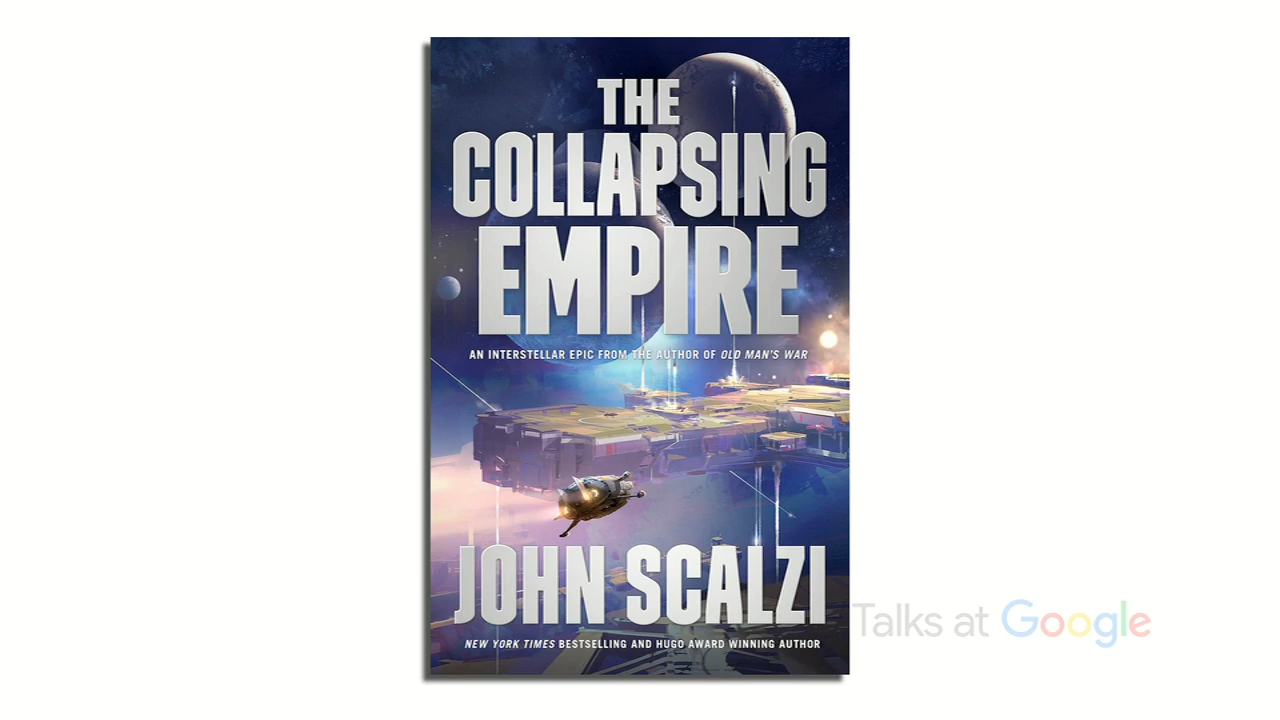 THE
COLLAPSING
EMPIRE
AN INTERSTELLAR EPIC FROM THE AUTHOR OF OLD MAN'S WAR
JOHN SCALZI
NEW YORK TIMES BESTSELLING AND HUGO AWARD WINNING AUTHOR
Talks at Google